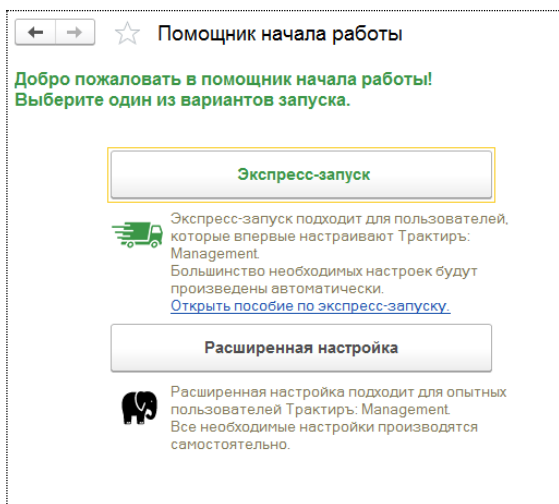 Помощник начала работы
Добро пожаловать в помощник начала работы!
Выберите один из вариантов запуска.
Экспресс-запуск
Экспресс-запуск подходит для пользователей,
которые впервые настраивают Трактиръ:
Management.
Большинство необходимых настроек будут
произведены автоматически.
Открыть пособие по экспресс-запуску.
Расширенная настройка
Расширенная настройка подходит для опытных
пользователей Трактиръ: Management.
Все необходимые настройки производятся
самостоятельно.